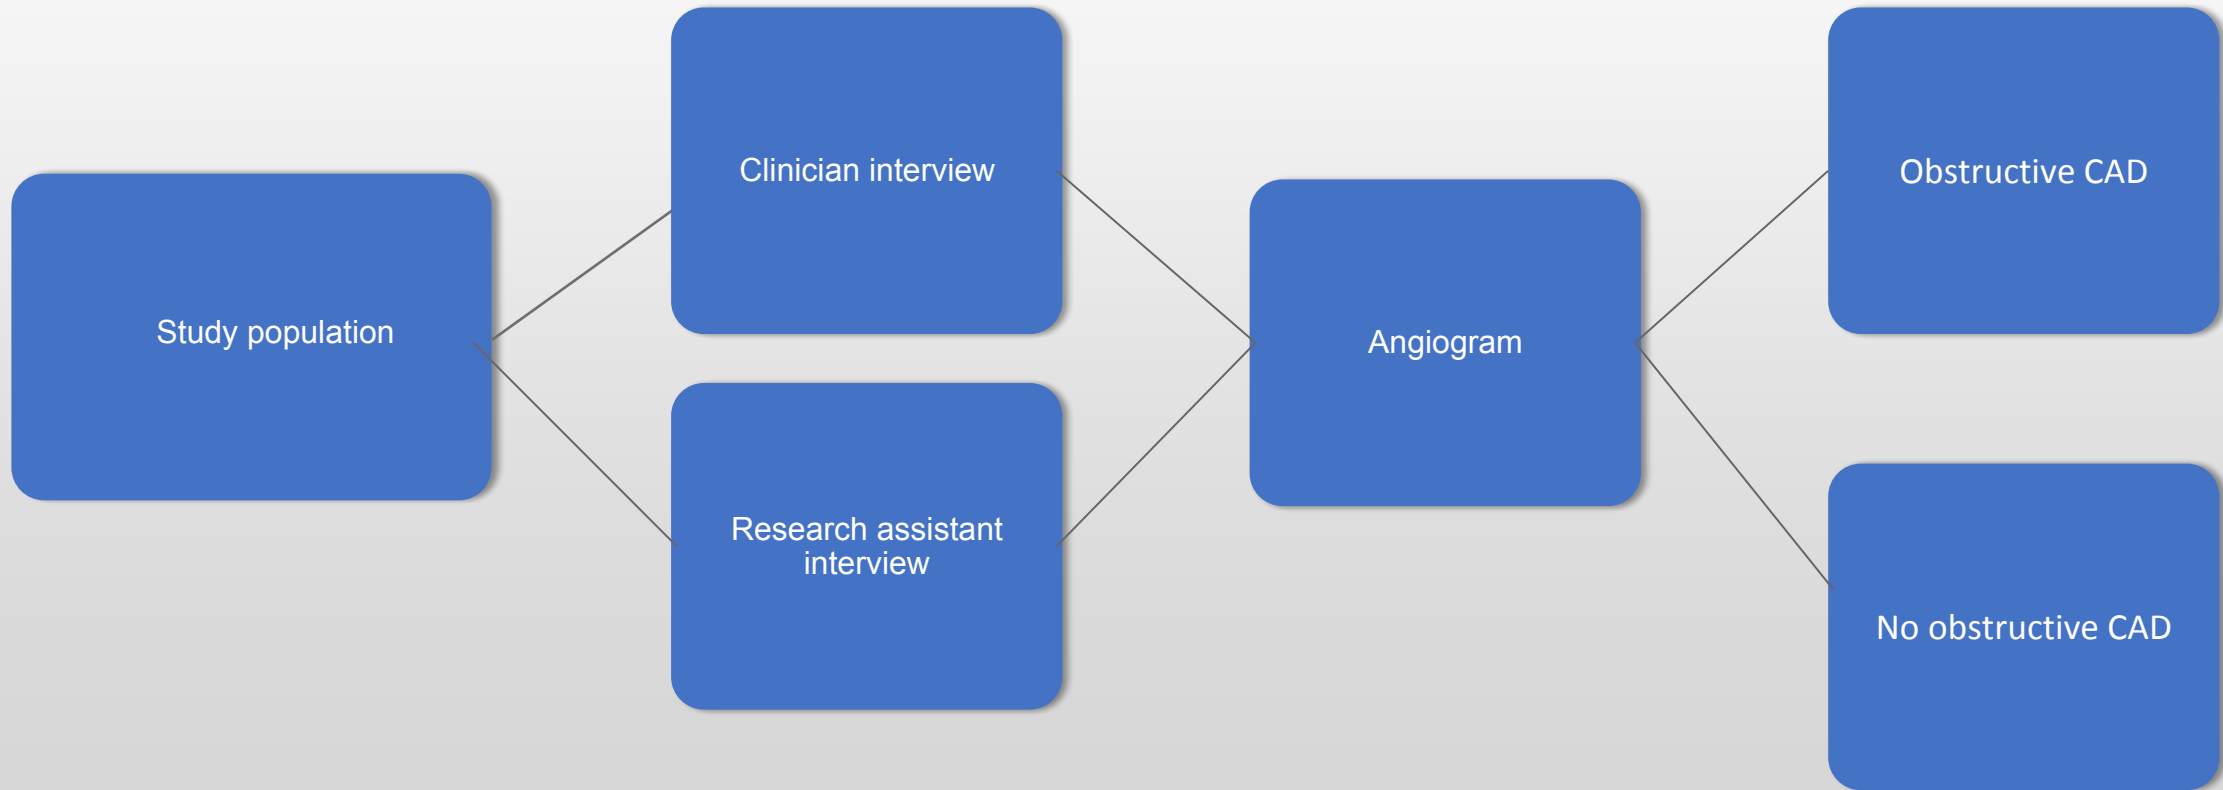 Study population
Clinician interview
Research assistant
interview
Angiogram
Obstructive CAD
No obstructive CAD